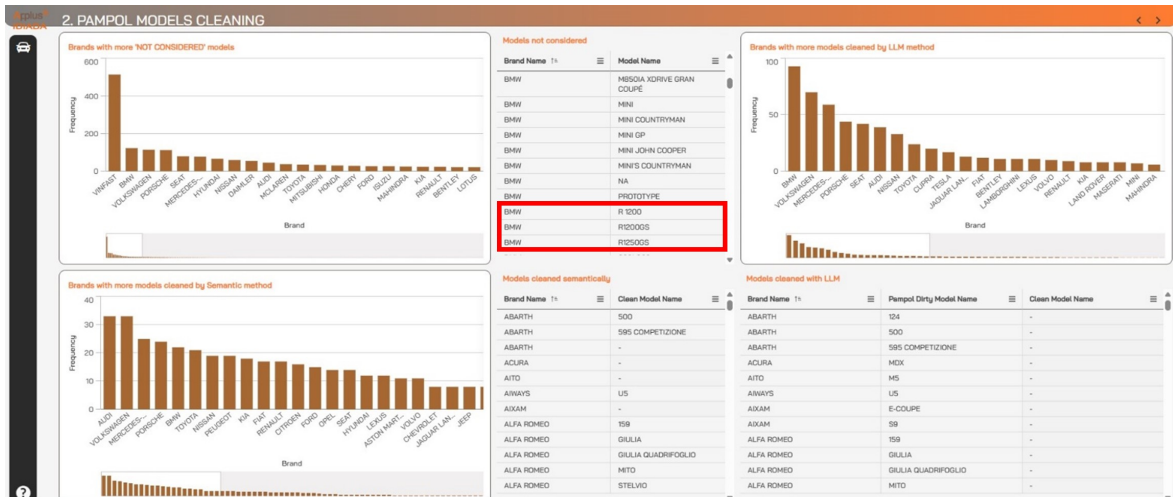 2. PAMPOL MODELS CLEANING
Brands with more 'NOT CONSIDERED' models
600
400
200
0
Frequency
VINFAST
BMW
VOLKSWAGEN
PORSCHE
SEAT
MERCEDES-...
HYUNDAI
NISSAN
DAIMLER
AUDI
MCLAREN
TOYOTA
MITSUBISHI
HONDA
CHERY
FORD
ISUZU
MAHINDRA
KIA
RENAULT
BENTLEY
LOTUS
Brand
Models not considered
Brand Name Model Name
BMW M850IA XDRIVE GRAN
COUPÉ
BMW MINI
BMW MINI COUNTRYMAN
BMW MINI GP
BMW MINI JOHN COOPER
BMW MINI'S COUNTRYMAN
BMW NA
BMW PROTOTYPE
BMW R 1200
BMW R1200GS
BMW R1250GS
Brands with more models cleaned by LLM method
100
50
0
Frequency
BMW
VOLKSWAGEN
MERCEDES-...
PORSCHE
SEAT
AUDI
NISSAN
TOYOTA
CUPRA
TESLA
JAGUAR LAN...
FIAT
BENTLEY
LAMBORGHINI
LEXUS
VOLVO
RENAULT
KIA
LAND ROVER
MASERATI
MINI
MAHINDRA
Brand
Brands with more models cleaned by Semantic method
40
30
20
10
0
Frequency
AUDI
VOLKSWAGEN
MERCEDES-...
PORSCHE
BMW
TOYOTA
NISSAN
PEUGEOT
KIA
FIAT
RENAULT
CITROEN
FORD
OPEL
SEAT
HYUNDAI
LEXUS
ASTON MART...
VOLVO
CHEVROLET
JAGUAR LAN...
JEEP
Brand
Models cleaned semantically
Brand Name Clean Model Name
ABARTH 500
ABARTH 595 COMPETIZIONE
ABARTH -
ACURA -
AITO -
AIWAYS U5
AIXAM -
ALFA ROMEO 159
ALFA ROMEO GIULIA
ALFA ROMEO GIULIA QUADRIFOGLIO
ALFA ROMEO MITO
ALFA ROMEO STELVIO
Models cleaned with LLM
Brand Name Pampol Dirty Model Name Clean Model Name
ABARTH 124 -
ABARTH 500 -
ABARTH 595 COMPETIZIONE -
ACURA MDX -
AITO M5 -
AIWAYS U5 -
AIXAM E-COUPE -
AIXAM S9 -
ALFA ROMEO 159 -
ALFA ROMEO GIULIA -
ALFA ROMEO GIULIA QUADRIFOGLIO -
ALFA ROMEO MITO -